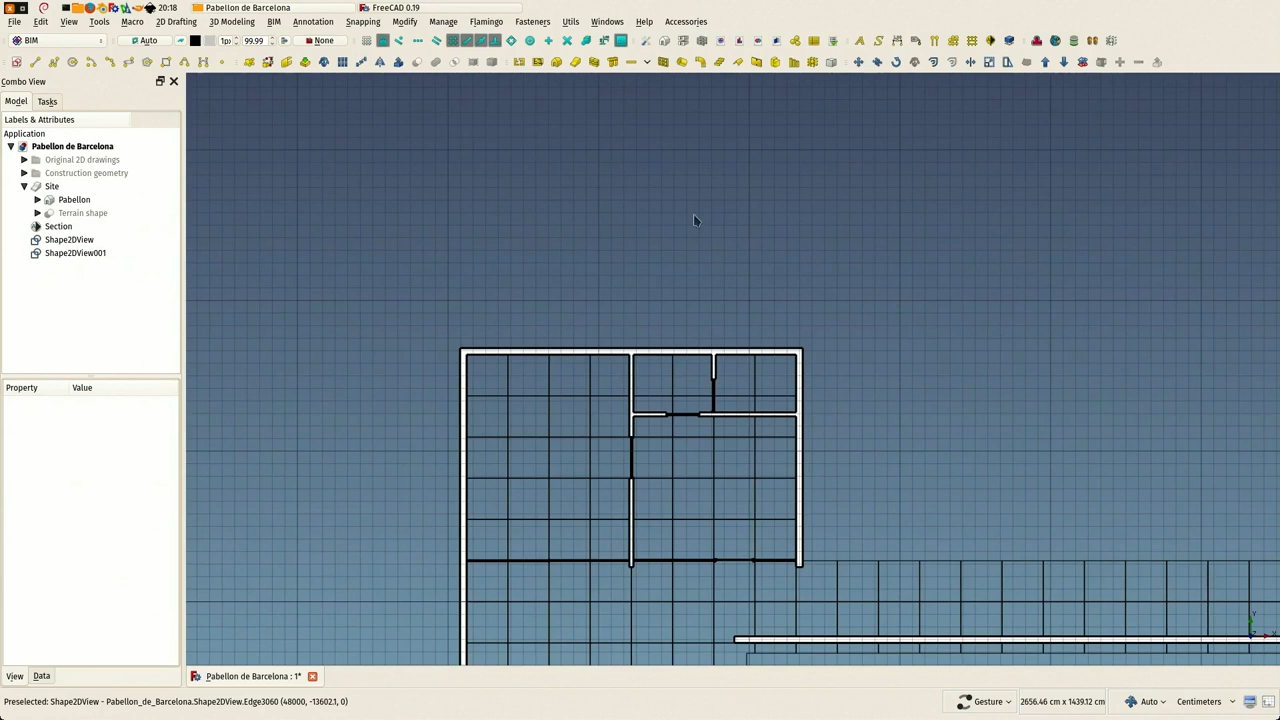 20:18 Pabellon de Barcelona FreeCAD 0.19
File Edit View Tools Macro 2D Drafting 3D Modeling BIM Annotation Snapping Modify Manage Flamingo Fasteners Utils Windows Help Accessories
BIM Auto 1p 99.99 None
Combo View
Model Tasks
Labels & Attributes
Application
Pabellon de Barcelona
Original 2D drawings
Construction geometry
Site
Pabellon
Terrain shape
Section
Shape2DView
Shape2DView001
Property Value
View Data
Pabellon de Barcelona : 1*
Preselected: Shape2DView - Pabellon_de_Barcelona.Shape2DView.Edge3060 (48000, -13602.1, 0) Gesture 2656.46 cm x 1439.12 cm Auto Centimeters